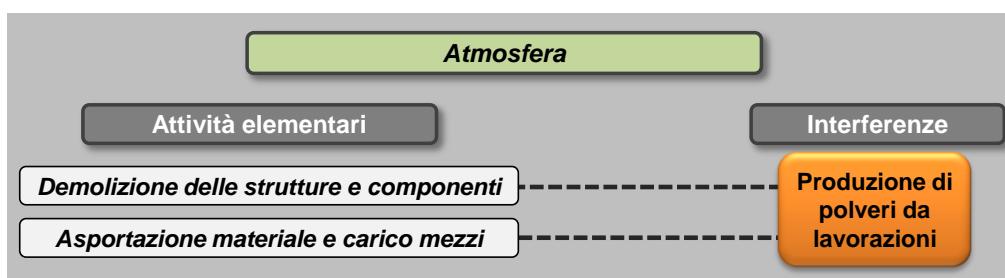 Atmosfera
Attività elementari
Interferenze
Demolizione delle strutture e componenti
Asportazione materiale e carico mezzi
Produzione di
polveri da
lavorazioni